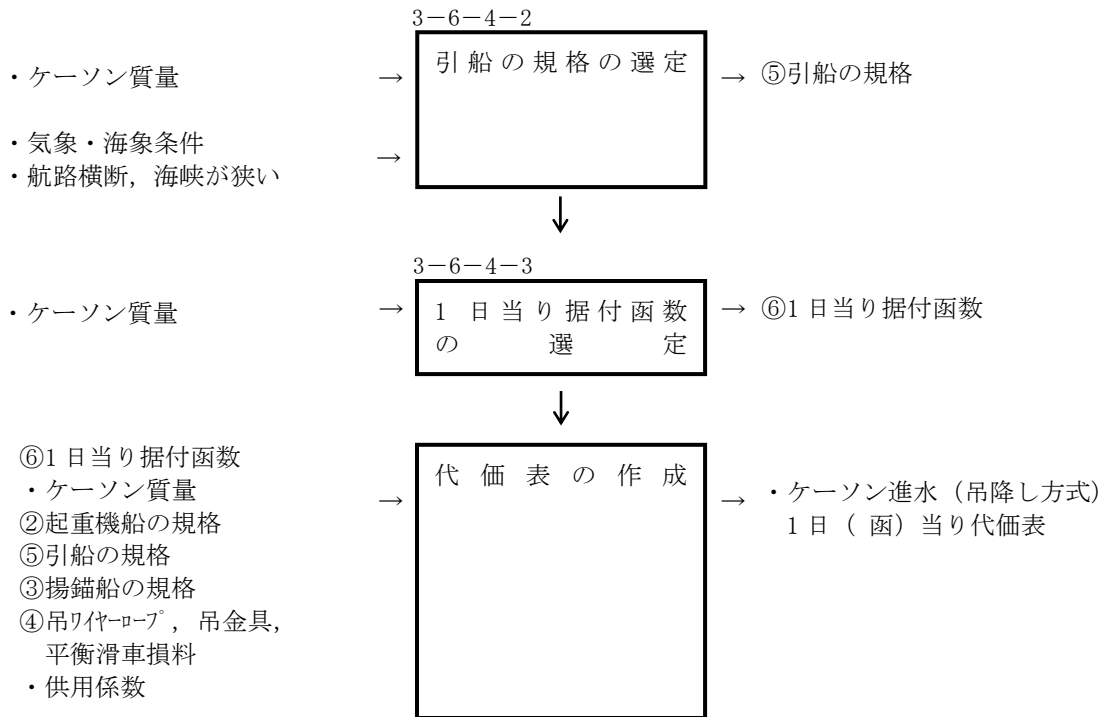 3-6-4-2
引船の規格の選定
・ケーソン質量 → → ⑤引船の規格
・気象・海象条件
→
・航路横断，海峡が狭い
↓
3-6-4-3
・ケーソン質量 → 1 日当り据付函数 → ⑥1日当り据付函数
の選定
↓
⑥1日当り据付函数
代価表の作成
・ケーソン質量
→ → ・ケーソン進水（吊降し方式）
②起重機船の規格
1日（ 函）当り代価表
⑤引船の規格
③揚錨船の規格
④吊ﾜｲﾔｰﾛｰﾌﾟ，吊金具，
平衡滑車損料
・供用係数